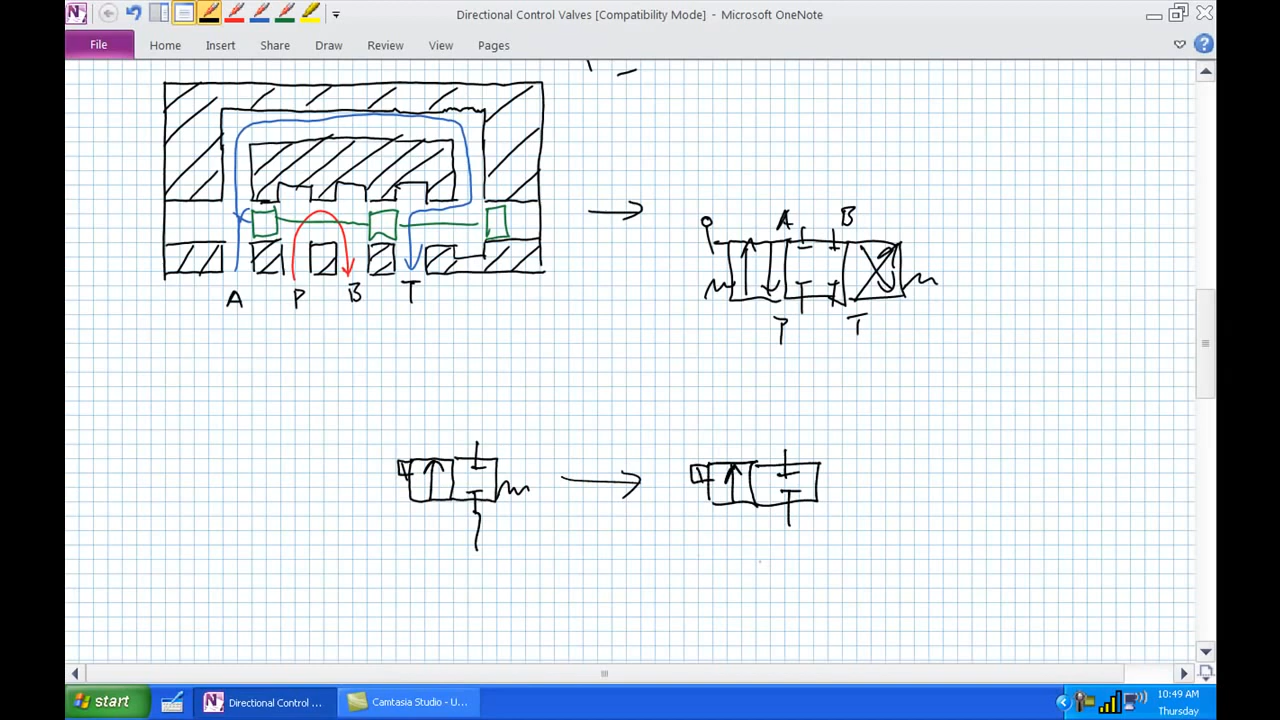 Directional Control Valves [Compatibility Mode] - Microsoft OneNote
File Home Insert Share Draw Review View Pages
A B
A P B T
P T
start Directional Control ... Camtasia Studio - U... 10:49 AM
Thursday